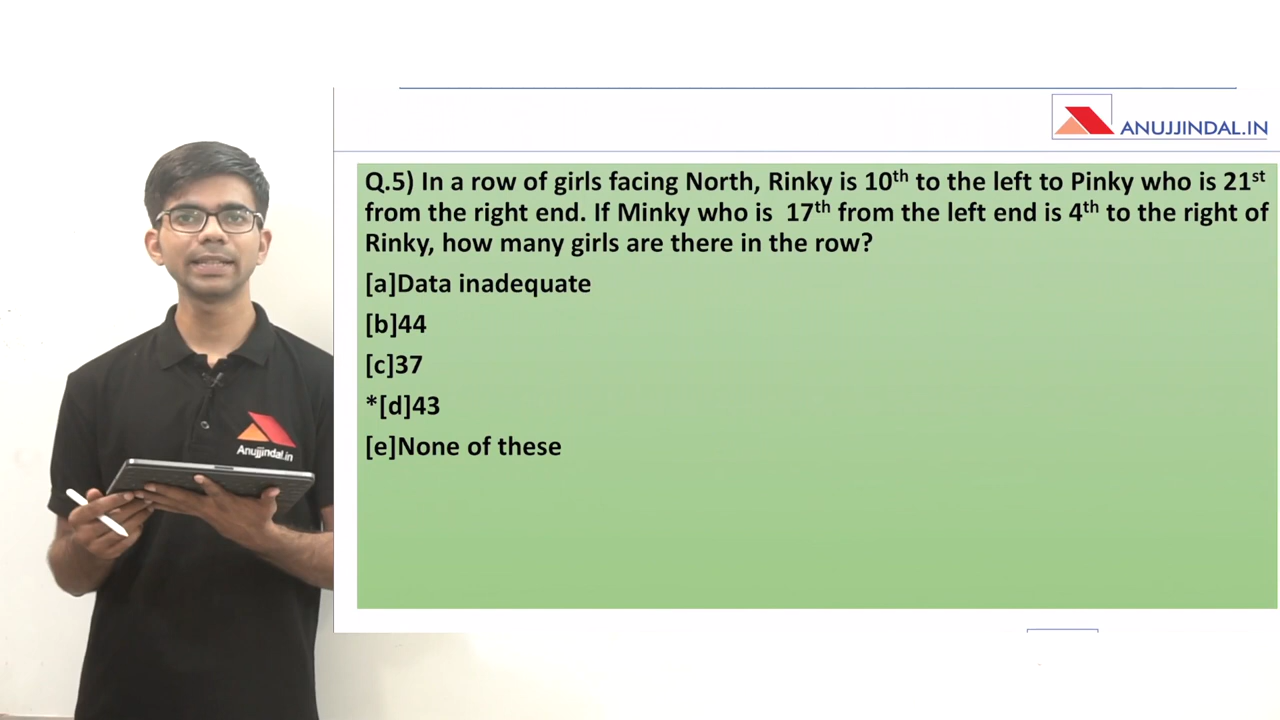 ANUJJINDAL.IN
Q.5) In a row of girls facing North, Rinky is 10th to the left to Pinky who is 21st
from the right end. If Minky who is 17th from the left end is 4th to the right of
Rinky, how many girls are there in the row?
[a]Data inadequate
[b]44
[c]37
*[d]43
[e]None of these
Anujjindal.in